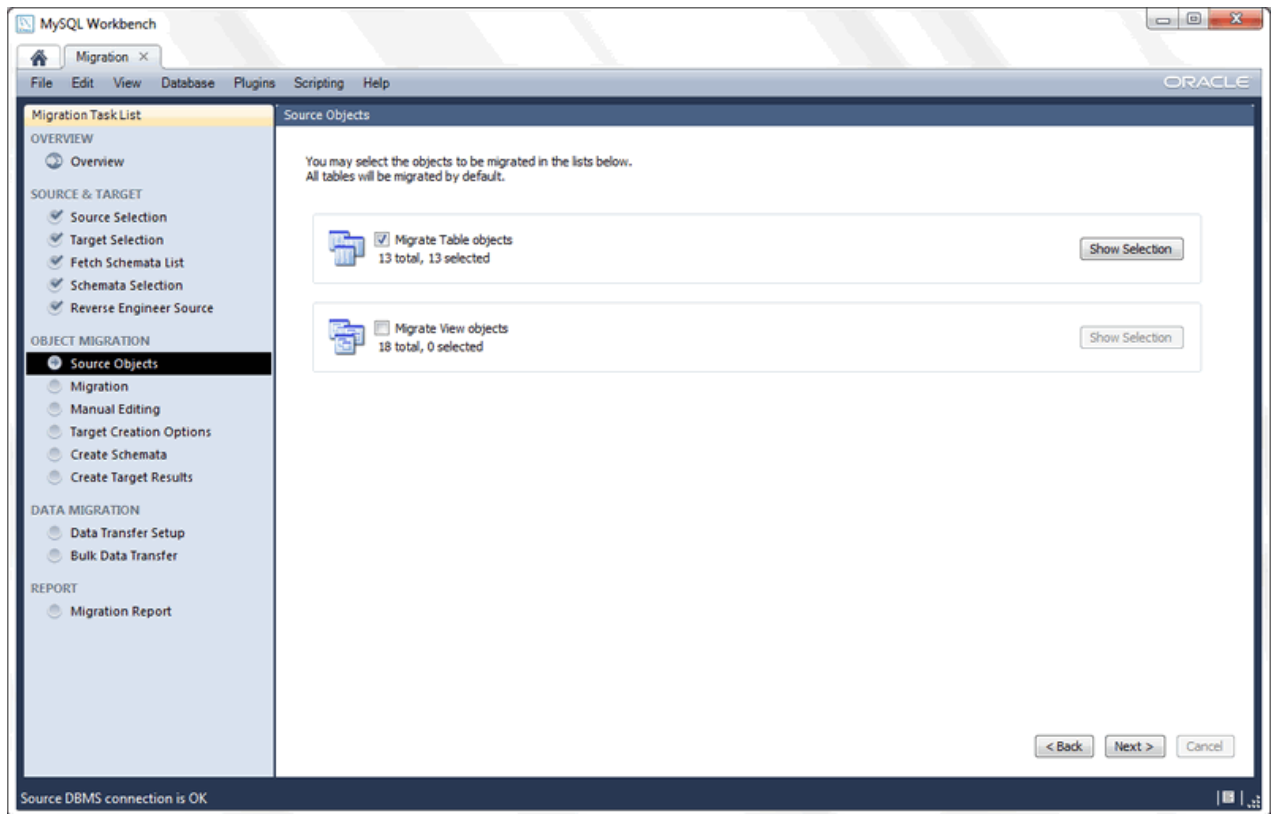 MySQL Workbench
Migration
File Edit View Database Plugins Scripting Help
ORACLE
Migration Task List
OVERVIEW
Overview
SOURCE & TARGET
Source Selection
Target Selection
Fetch Schemata List
Schemata Selection
Reverse Engineer Source
OBJECT MIGRATION
Source Objects
Migration
Manual Editing
Target Creation Options
Create Schemata
Create Target Results
DATA MIGRATION
Data Transfer Setup
Bulk Data Transfer
REPORT
Migration Report
Source Objects
You may select the objects to be migrated in the lists below.
All tables will be migrated by default.
Migrate Table objects
13 total, 13 selected
Show Selection
Migrate View objects
18 total, 0 selected
Show Selection
< Back Next > Cancel
Source DBMS connection is OK